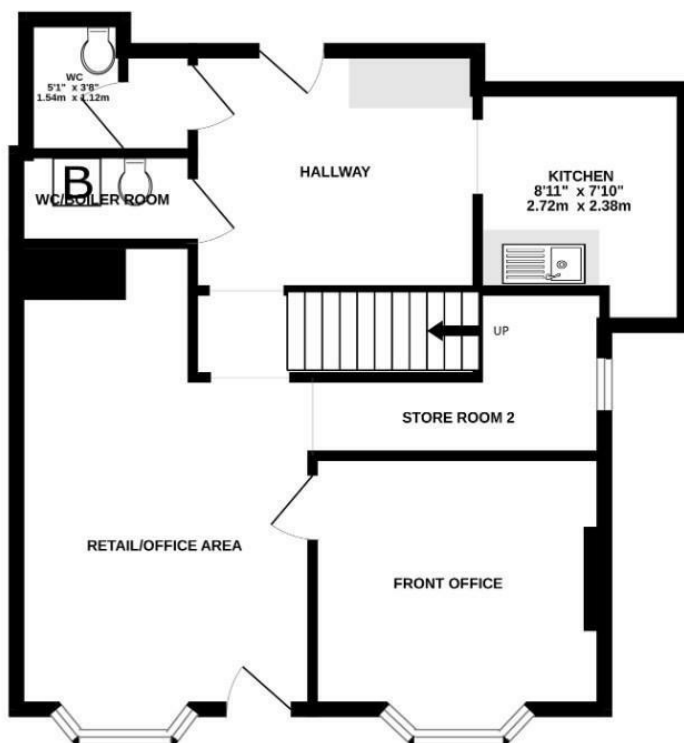 WC
5'1" x 3'8"
1.54m x 1.12m
B
WC/BOILER ROOM
HALLWAY
KITCHEN
8'11" x 7'10"
2.72m x 2.38m
UP
STORE ROOM 2
RETAIL/OFFICE AREA
FRONT OFFICE